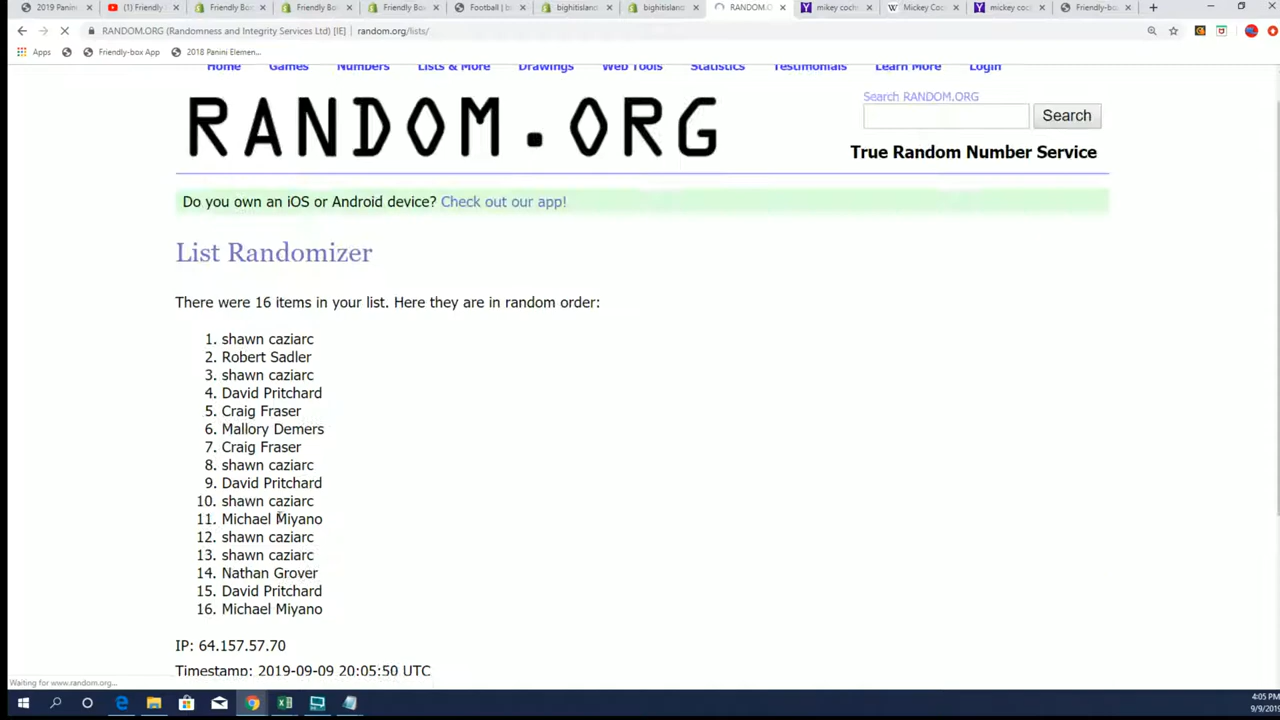 2019 Panini
(1) Friendly
Friendly Bo
Friendly Bo
Friendly Bo
Football | b
bighitisland
bighitisland
RANDOM.O
mikey coch
Mickey Coc
mickey coc
Friendly-bo
RANDOM.ORG (Randomness and Integrity Services Ltd) [IE] | random.org/lists/
Apps Friendly-box App 2018 Panini Elemen...
Home Games Numbers Lists & More Drawings Web Tools Statistics Testimonials Learn More Login
RANDOM.ORG
Search RANDOM.ORG
Search
True Random Number Service
Do you own an iOS or Android device? Check out our app!
List Randomizer
There were 16 items in your list. Here they are in random order:
1. shawn caziarc
2. Robert Sadler
3. shawn caziarc
4. David Pritchard
5. Craig Fraser
6. Mallory Demers
7. Craig Fraser
8. shawn caziarc
9. David Pritchard
10. shawn caziarc
11. Michael Miyano
12. shawn caziarc
13. shawn caziarc
14. Nathan Grover
15. David Pritchard
16. Michael Miyano
IP: 64.157.57.70
Timestamp: 2019-09-09 20:05:50 UTC
Waiting for www.random.org...
4:05 PM
9/9/2019